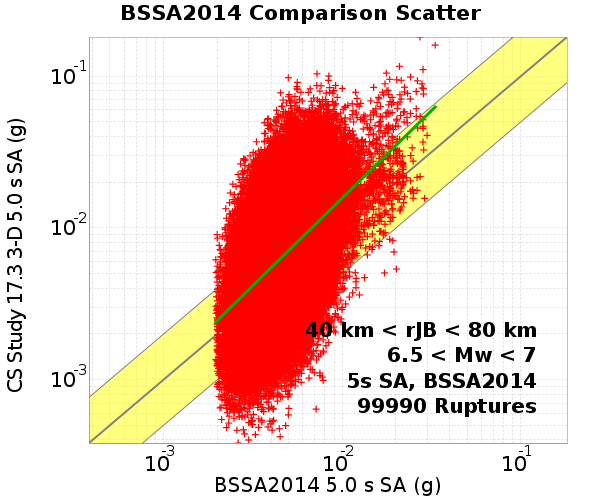 BSSA2014 Comparison Scatter
CS Study 17.3 3-D 5.0 s SA (g)
10-1
10-2
10-3
40 km < rJB < 80 km
6.5 < Mw < 7
5s SA, BSSA2014
99990 Ruptures
10-3 10-2 10-1
BSSA2014 5.0 s SA (g)